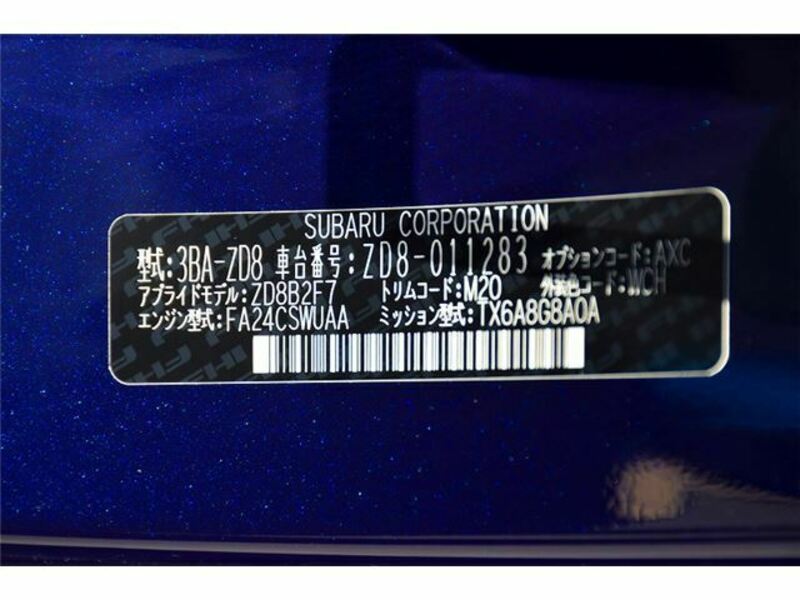 SUBARU CORPORATION
型式:3BA-ZD8 車台番号:ZD8-011283 オプションコード:AXC
アプライドモデル:ZD8B2F7 トリムコード:M20 外装色コード:WCH
エンジン型式:FA24CSWUAA ミッション型式:TX6A8G8A0A